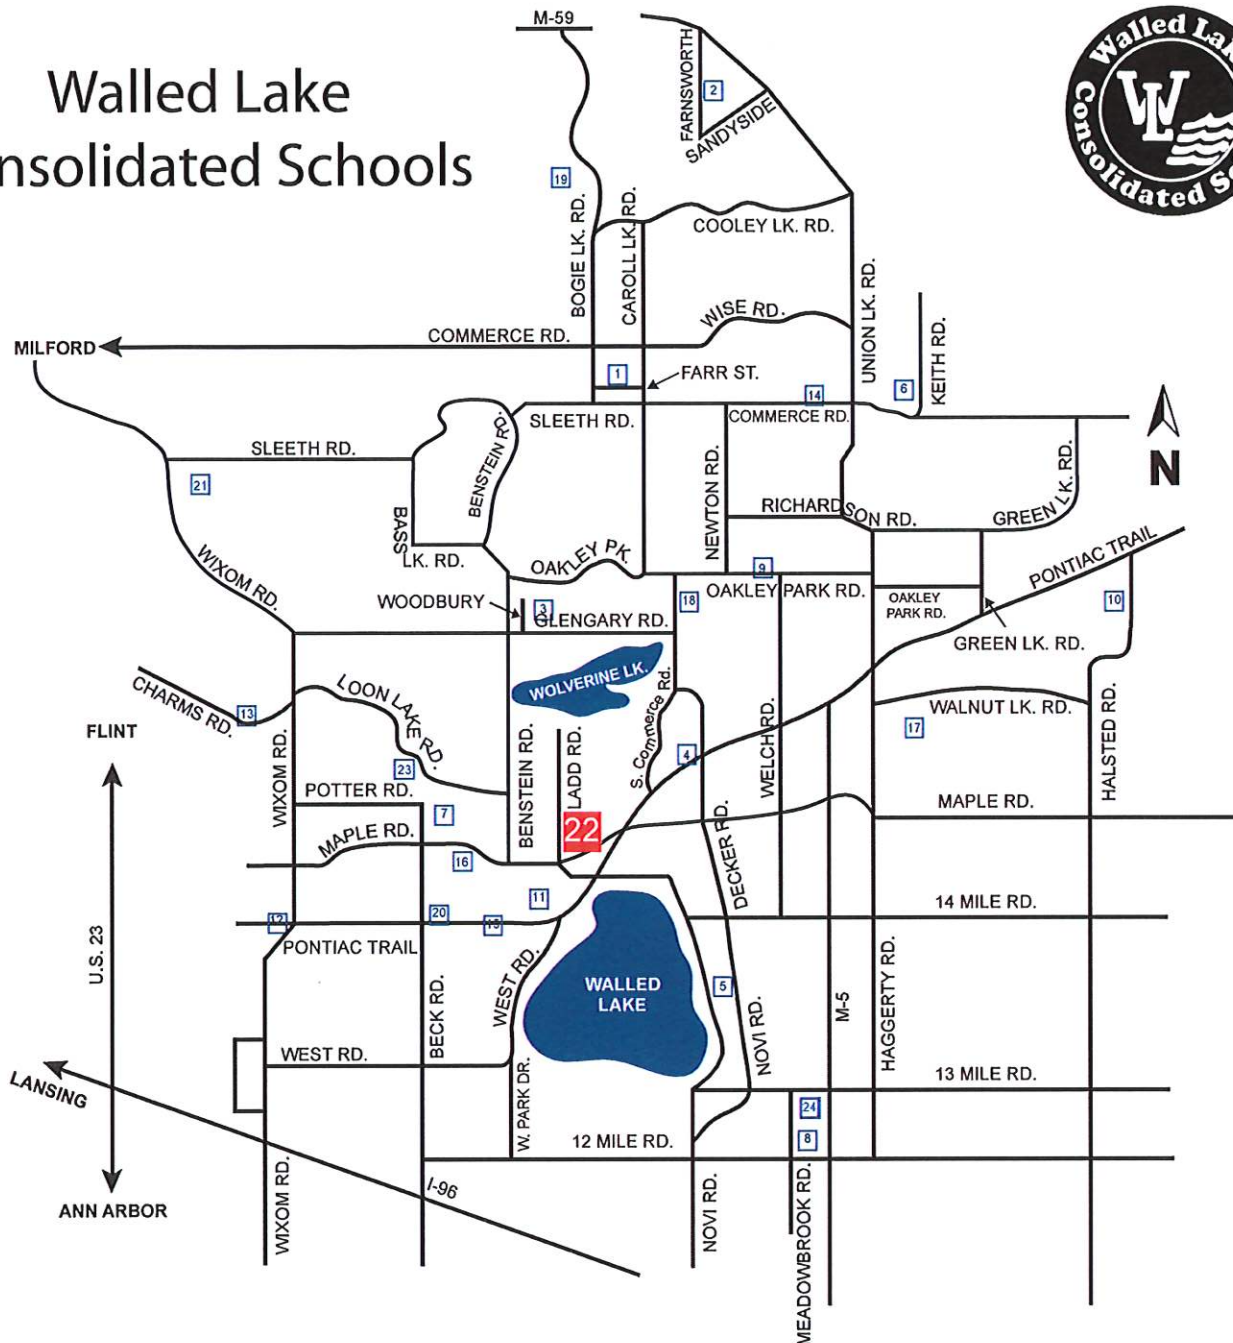 Walled Lake
nsolidated Schools
Walled Lak
Consolidated Sc
WL
M-59
FARNSWORTH
2
SANDYSIDE
19
BOGIE LK. RD.
CAROLL LK. RD.
COOLEY LK. RD.
UNION LK. RD.
KEITH RD.
WISE RD.
COMMERCE RD.
MILFORD
1
FARR ST.
14
6
SLEETH RD.
COMMERCE RD.
N
SLEETH RD.
BENSTEIN RD.
21
NEWTON RD.
RICHARDSON RD.
GREEN LK. RD.
BASS
LK. RD.
OAKLEY PK.
9
PONTIAC TRAIL
WIXOM RD.
WOODBURY
3
18
OAKLEY PARK RD.
OAKLEY
PARK RD.
10
GLENGARY RD.
GREEN LK. RD.
WOLVERINE LK.
CHARMS RD.
13
LOON LAKE RD.
S. Commerce Rd.
WALNUT LK. RD.
17
FLINT
WIXOM RD.
23
BENSTEIN RD.
LADD RD.
4
WELCH RD.
HALSTED RD.
POTTER RD.
7
22
MAPLE RD.
MAPLE RD.
16
DECKER RD.
11
14 MILE RD.
12
20
15
PONTIAC TRAIL
U.S. 23
BECK RD.
WEST RD.
WALLED
LAKE
5
NOVI RD.
M-5
HAGGERTY RD.
WEST RD.
13 MILE RD.
LANSING
W. PARK DR.
24
12 MILE RD.
8
ANN ARBOR
WIXOM RD.
I-96
NOVI RD.
MEADOWBROOK RD.